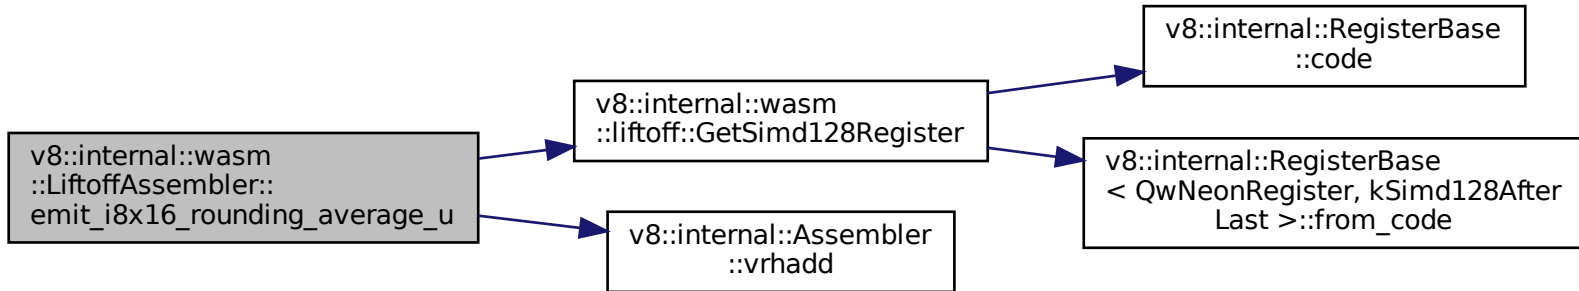 v8::internal::wasm
::LiftoffAssembler::
emit_i8x16_rounding_average_u
v8::internal::wasm
::liftoff::GetSimd128Register
v8::internal::Assembler
::vrhadd
v8::internal::RegisterBase
::code
v8::internal::RegisterBase
< QwNeonRegister, kSimd128After
Last >::from_code